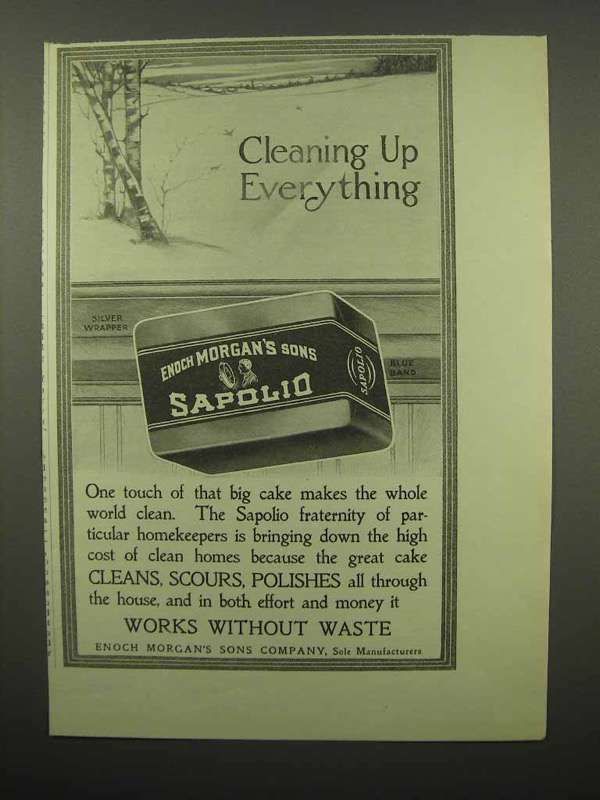 Cleaning Up
Everything
SILVER
WRAPPER
ENOCH MORGAN'S SONS
SAPOLIO
SAPOLIO
BLUE
BAND
One touch of that big cake makes the whole
world clean. The Sapolio fraternity of par-
ticular homekeepers is bringing down the high
cost of clean homes because the great cake
CLEANS, SCOURS, POLISHES all through
the house, and in both effort and money it
WORKS WITHOUT WASTE
ENOCH MORGAN'S SONS COMPANY, Sole Manufacturers